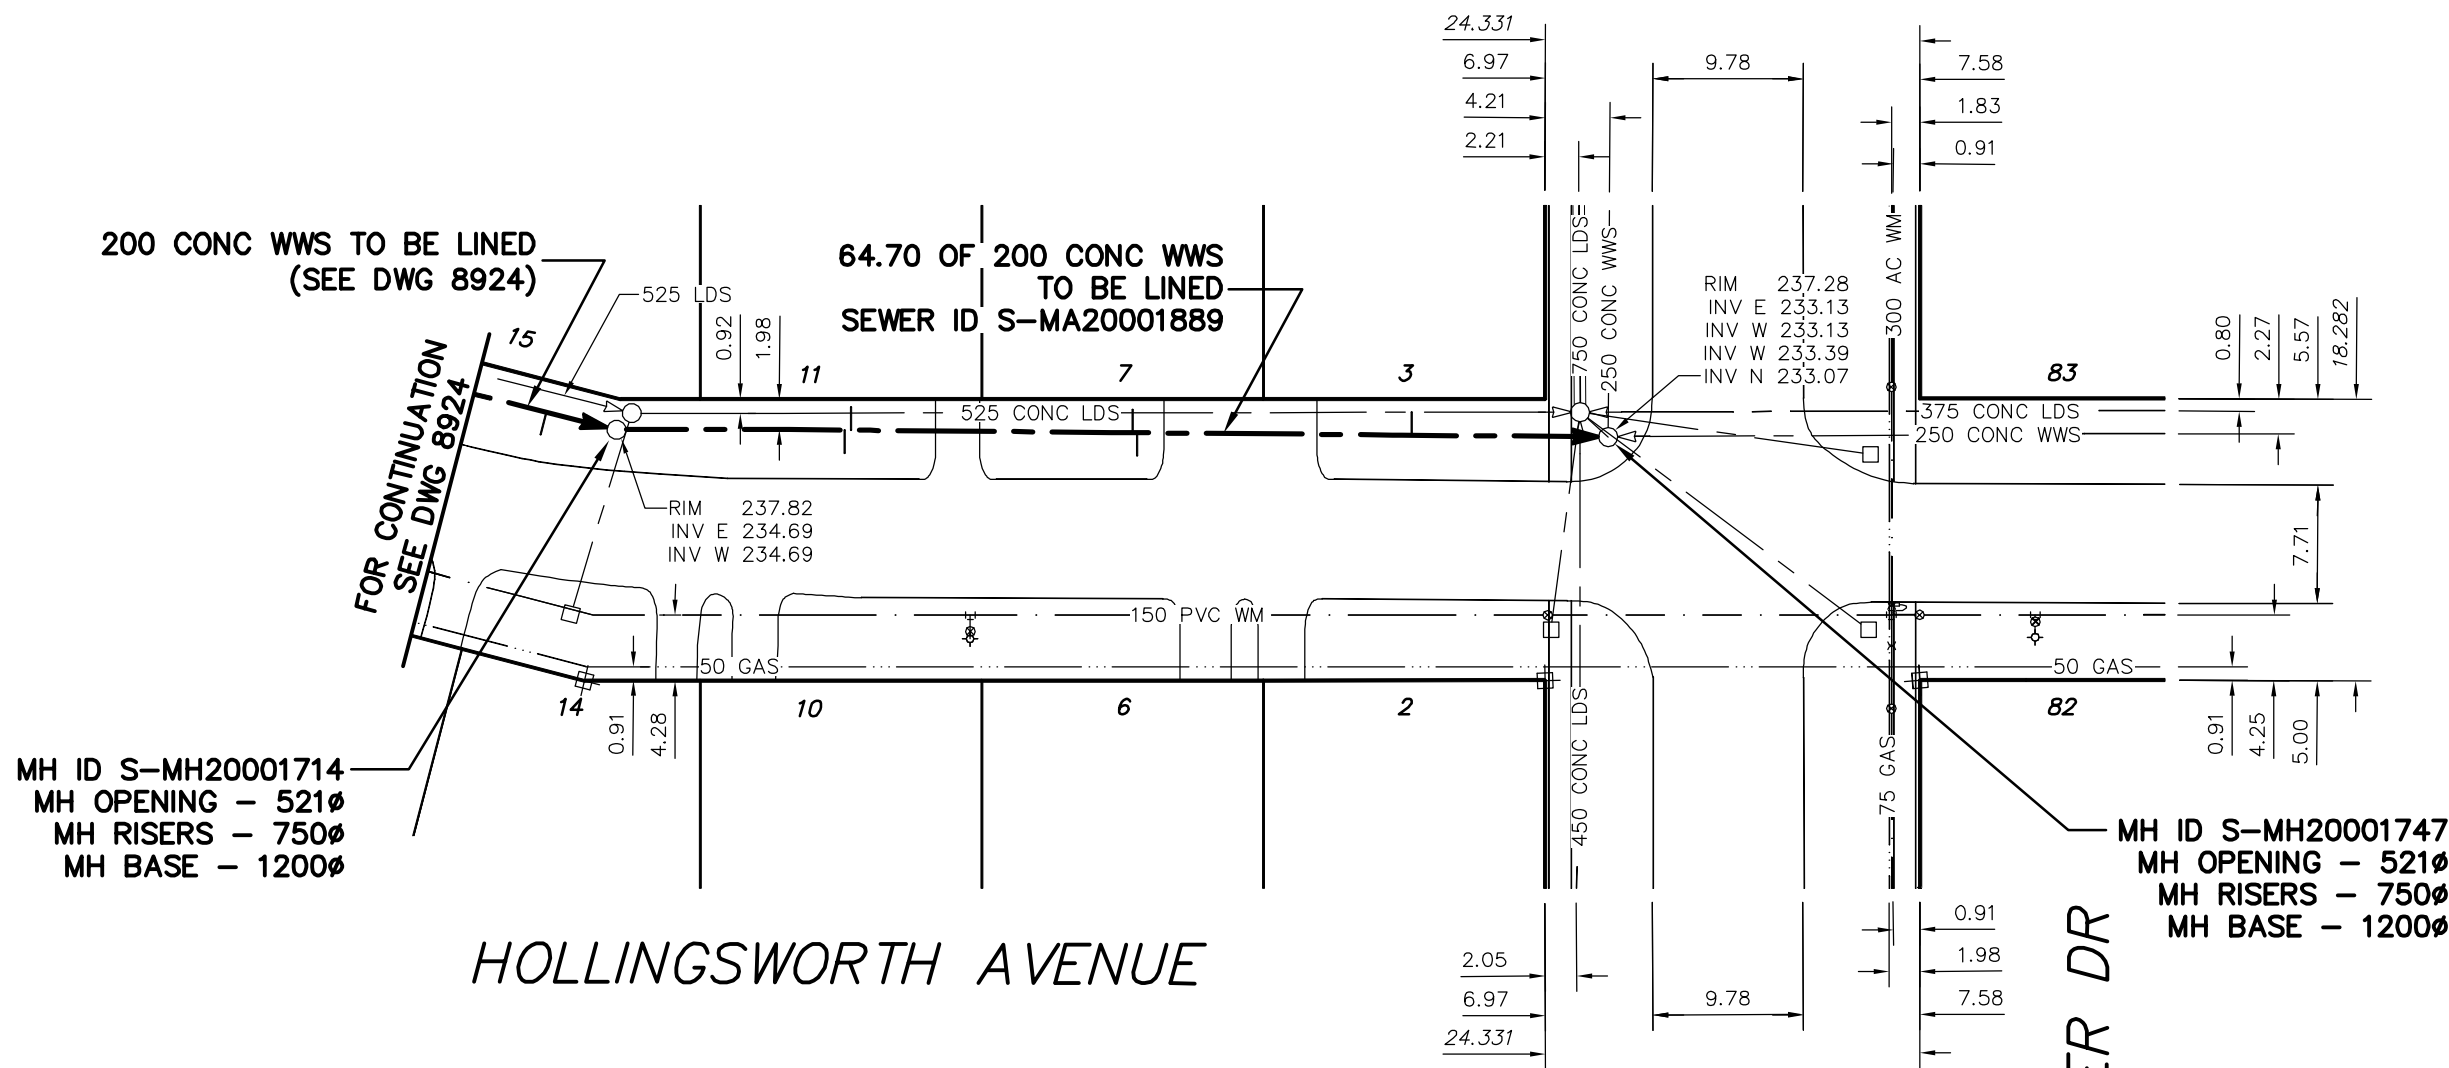 24.331
6.97
4.21
2.21
9.78
7.58
1.83
0.91
200 CONC WWS TO BE LINED
(SEE DWG 8924)
525 LDS
64.70 OF 200 CONC WWS
TO BE LINED
SEWER ID S-MA20001889
0.92
1.98
750 CONC LDS
250 CONC WWS
RIM 237.28
INV E 233.13
INV W 233.13
INV W 233.39
INV N 233.07
300 AC WM
0.80
2.27
5.57
18.282
15
11
7
3
83
FOR CONTINUATION
SEE DWG 8924
525 CONC LDS
375 CONC LDS
250 CONC WWS
RIM 237.82
INV E 234.69
INV W 234.69
7.71
150 PVC WM
50 GAS
50 GAS
14
10
6
2
82
0.91
4.28
450 CONC LDS
75 GAS
0.91
4.25
5.00
MH ID S-MH20001714
MH OPENING - 521ø
MH RISERS - 750ø
MH BASE - 1200ø
MH ID S-MH20001747
MH OPENING - 521ø
MH RISERS - 750ø
MH BASE - 1200ø
HOLLINGSWORTH AVENUE
2.05
6.97
24.331
9.78
0.91
1.98
7.58
ER DR